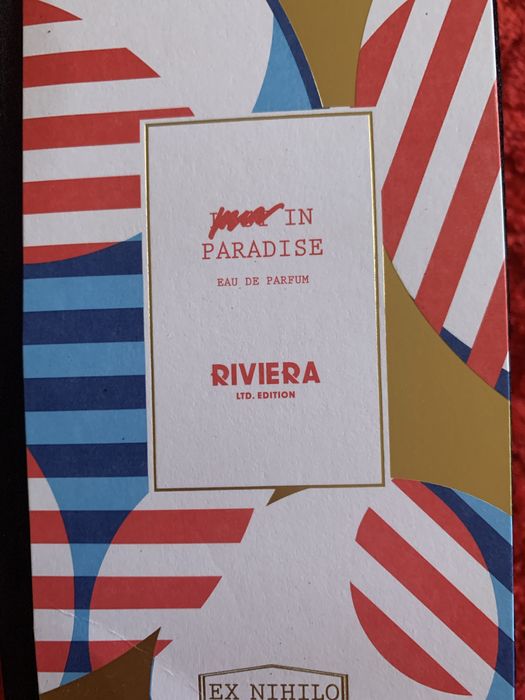 IN
PARADISE
EAU DE PARFUM
RIVIERA
LTD. EDITION
EX NIHILO